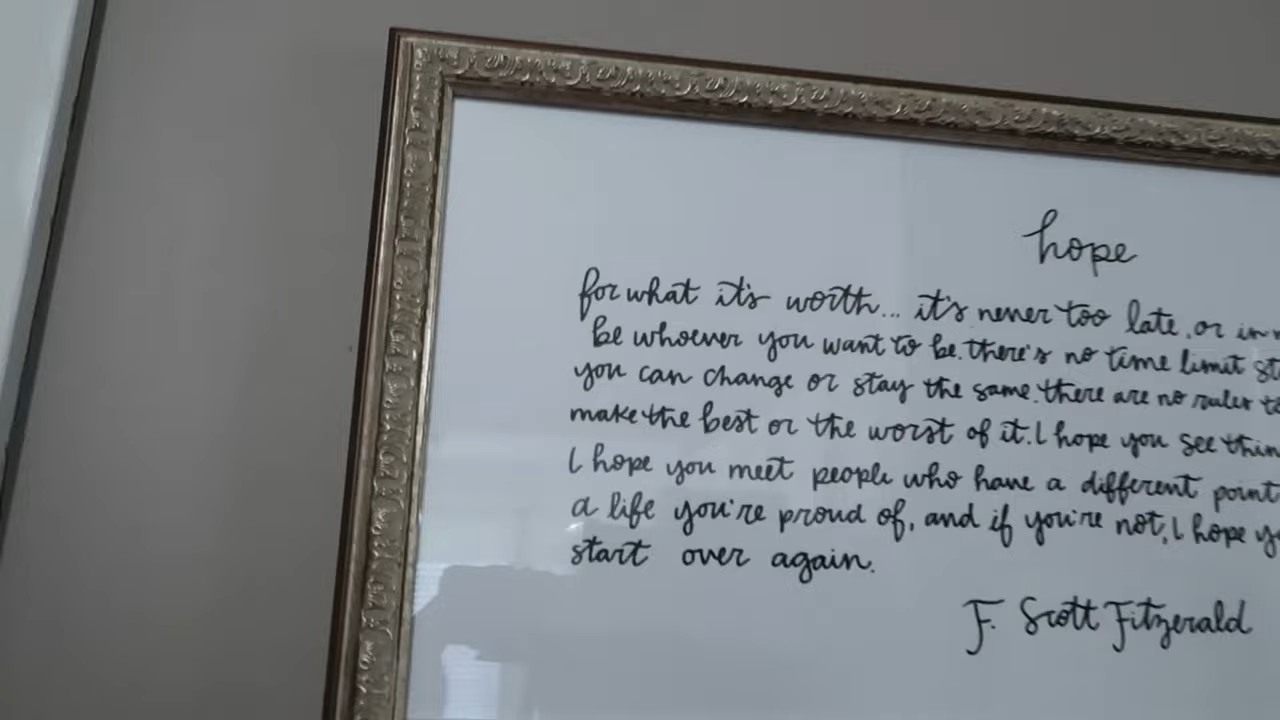 hope
for what it's worth... it's never too late, or in
be whoever you want to be. there's no time limit
you can change or stay the same. there are no rules
make the best or the worst of it. I hope you see
I hope you meet people who have a different point
a life you're proud of, and if you're not, I hope
start over again.
F. Scott Fitzgerald